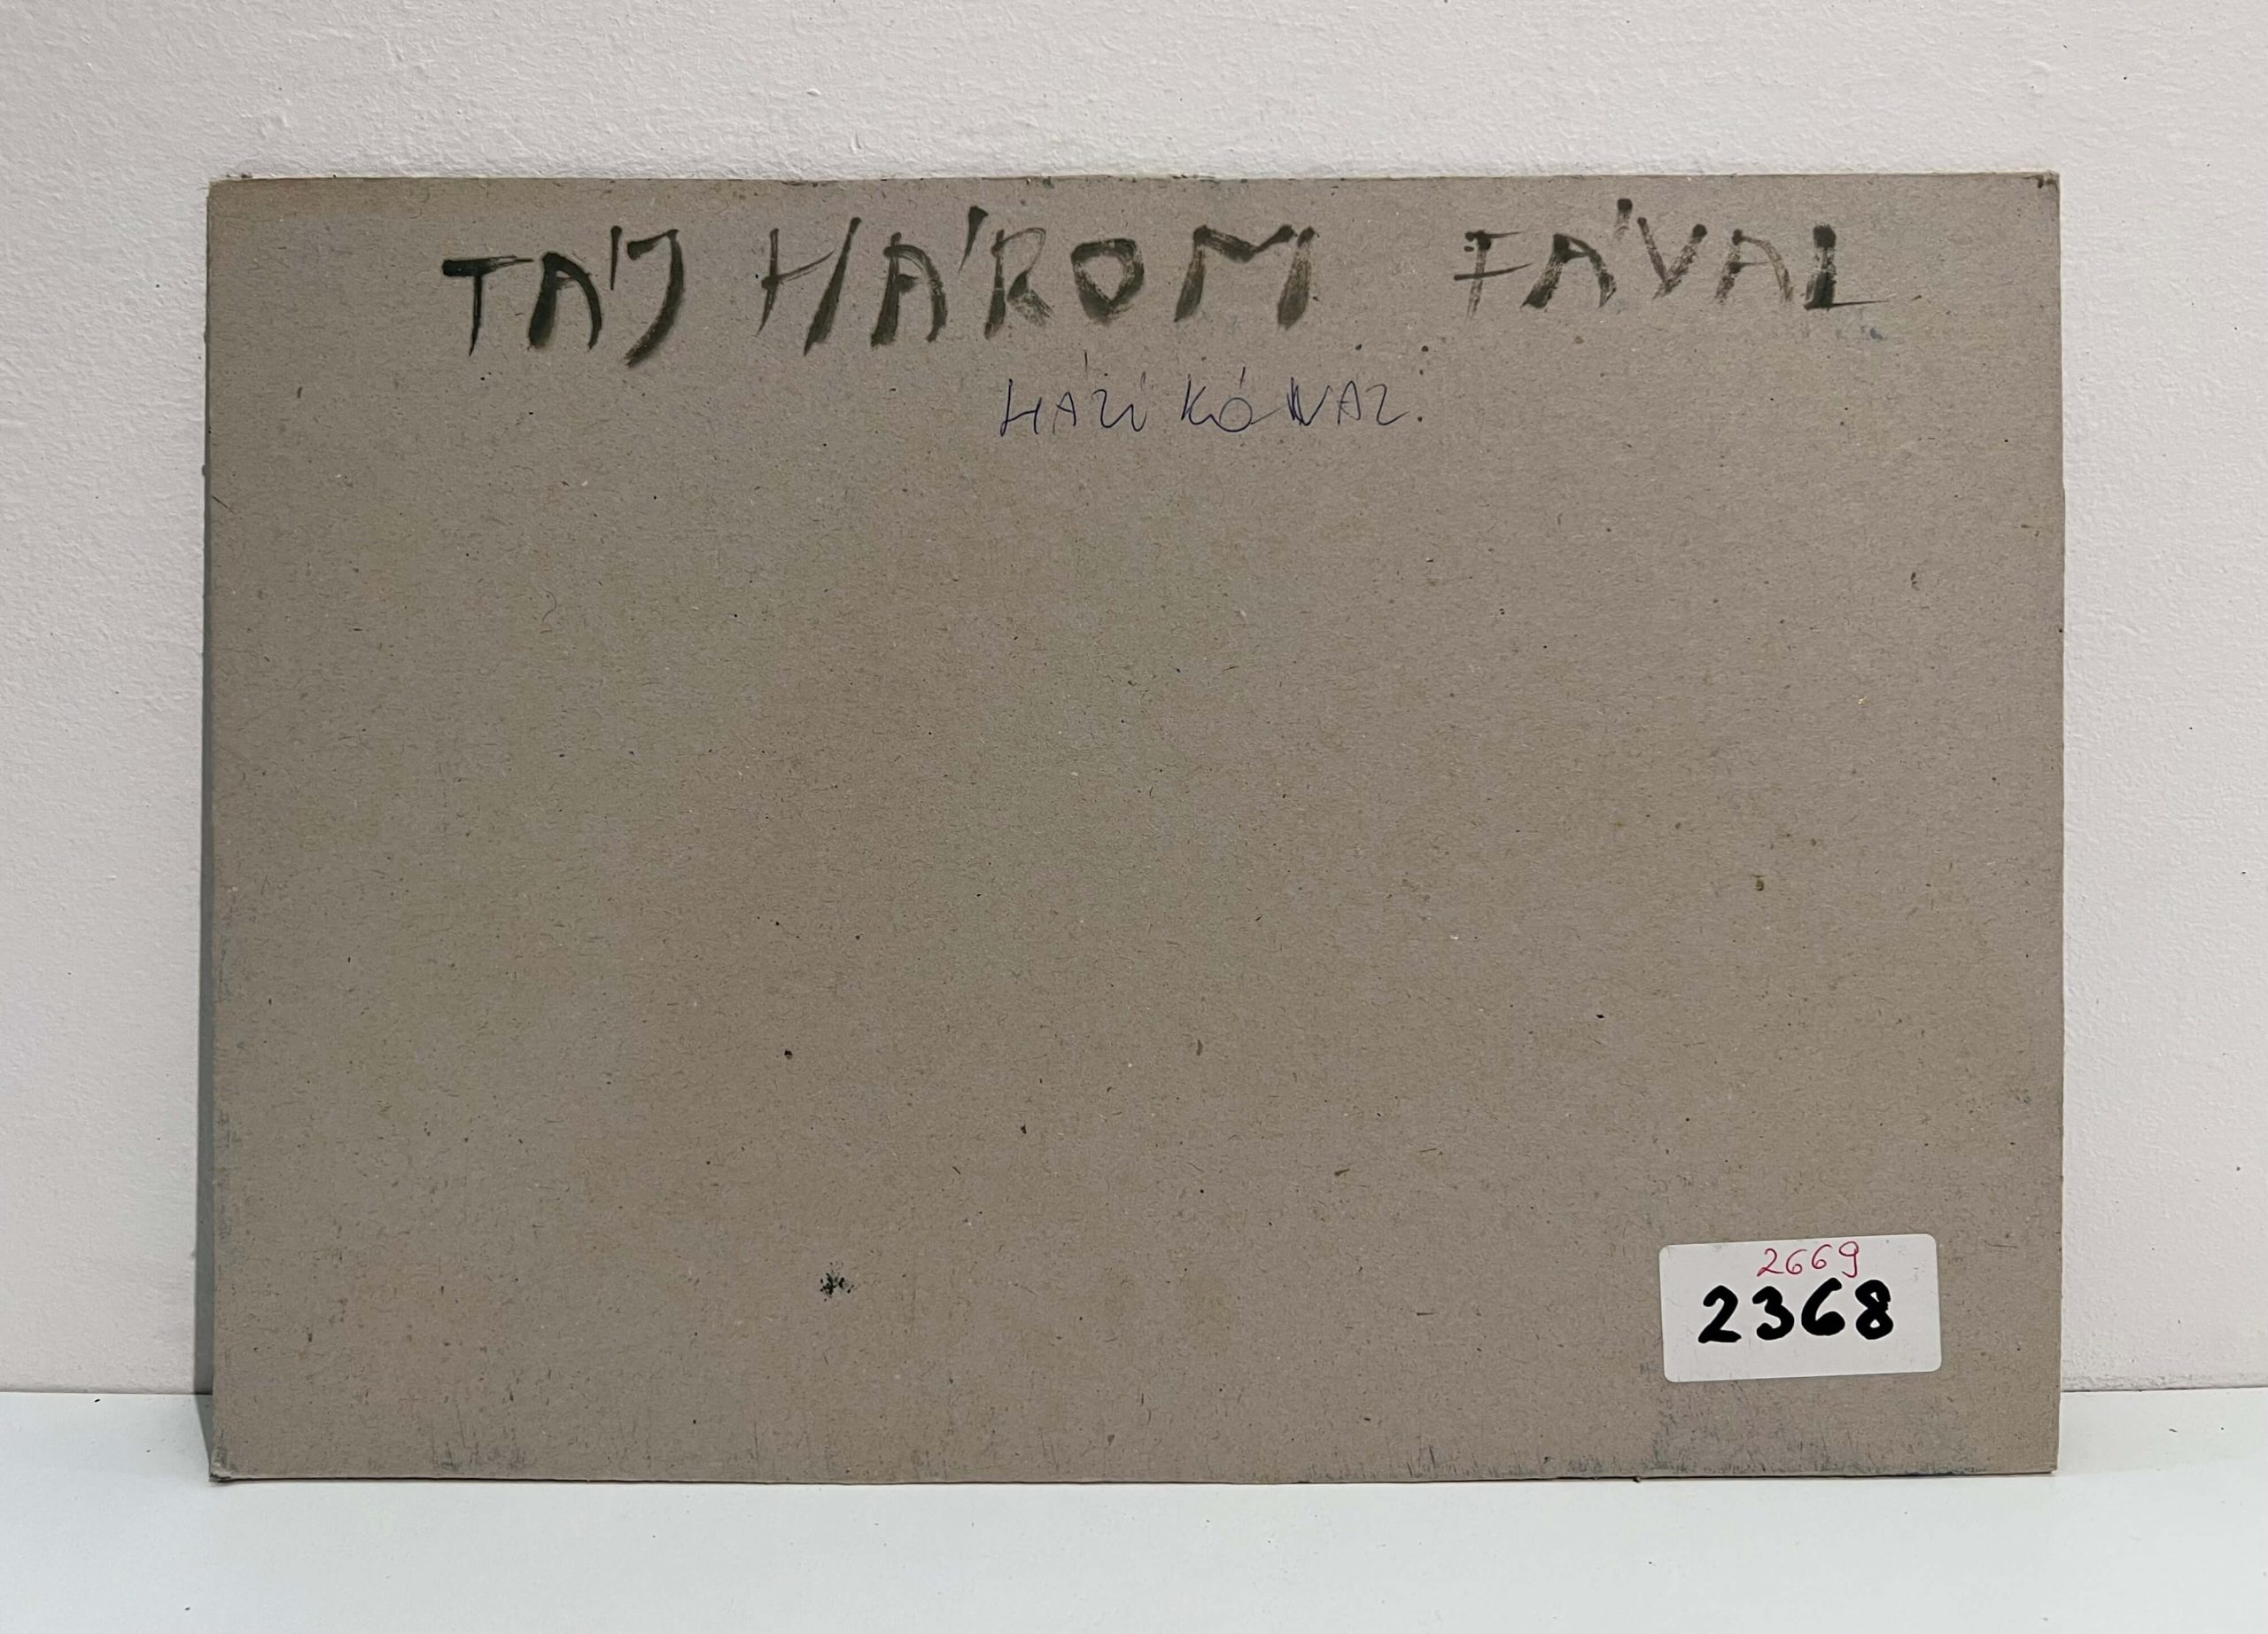 TÁJ HÁROM FÁVAL
HÁZIKÓVAL.
2669
2368